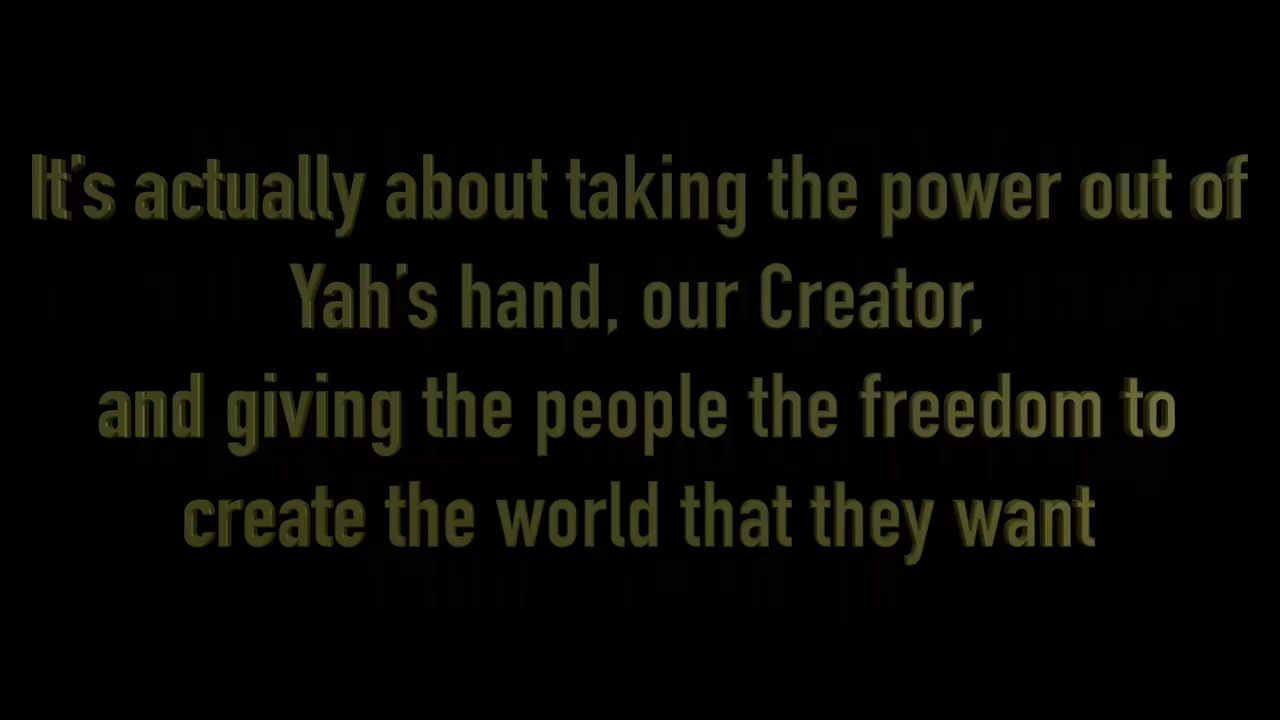 It's actually about taking the power out of
Yah's hand, our Creator,
and giving the people the freedom to
create the world that they want